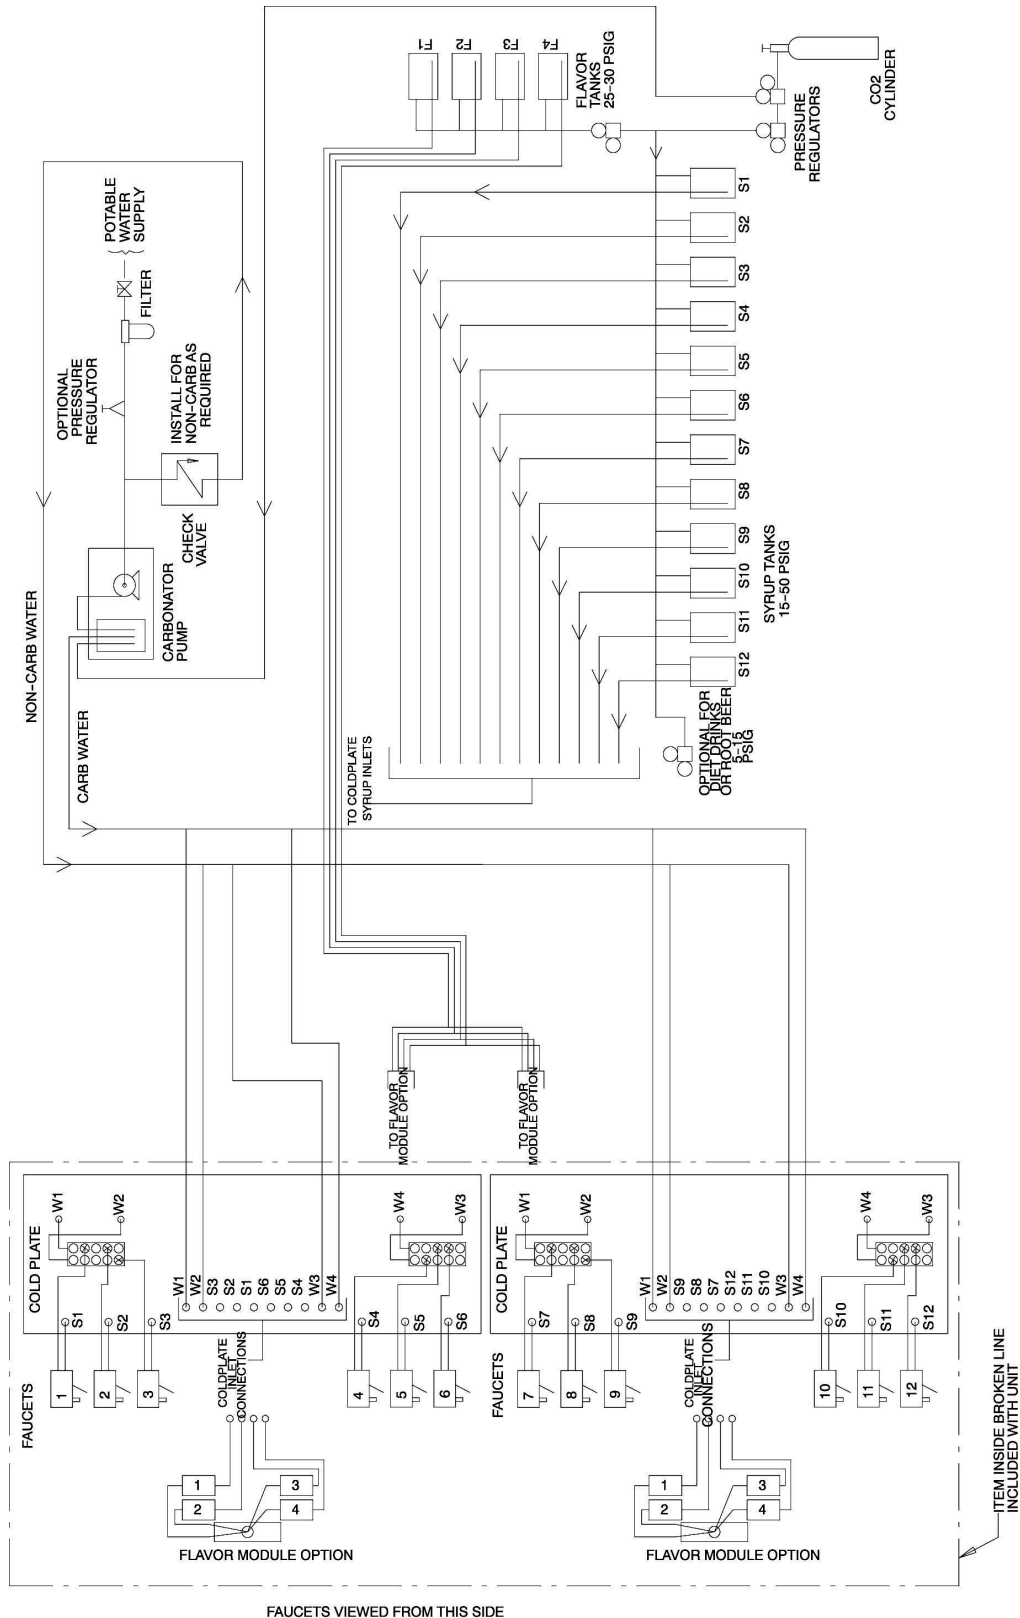 F1
F2
F3
F4
FLAVOR
TANKS
25-30 PSIG
CO2
CYLINDER
PRESSURE
REGULATORS
POTABLE
WATER
SUPPLY
FILTER
OPTIONAL
PRESSURE
REGULATOR
INSTALL FOR
NON-CARB AS
REQUIRED
CHECK
VALVE
CARBONATOR
PUMP
NON-CARB WATER
CARB WATER
S1
S2
S3
S4
S5
S6
S7
S8
S9
S10
S11
S12
SYRUP TANKS
15-50 PSIG
OPTIONAL FOR
DIET DRINKS
OR ROOT BEER
5-15
PSIG
TO COLDPLATE
SYRUP INLETS
TO FLAVOR
MODULE OPTION
TO FLAVOR
MODULE OPTION
COLD PLATE
W1
W2
W4
W3
W1
W2
S3
S2
S1
S6
S5
S4
W3
W4
S1
S2
S3
S4
S5
S6
COLDPLATE
INLET
CONNECTIONS
FAUCETS
1
2
3
4
5
6
1
2
3
4
FLAVOR MODULE OPTION
COLD PLATE
W1
W2
W4
W3
W1
W2
S9
S8
S7
S12
S11
S10
W3
W4
S7
S8
S9
S10
S11
S12
COLDPLATE
INLET
CONNECTIONS
FAUCETS
7
8
9
10
11
12
1
2
3
4
FLAVOR MODULE OPTION
ITEM INSIDE BROKEN LINE
INCLUDED WITH UNIT
FAUCETS VIEWED FROM THIS SIDE